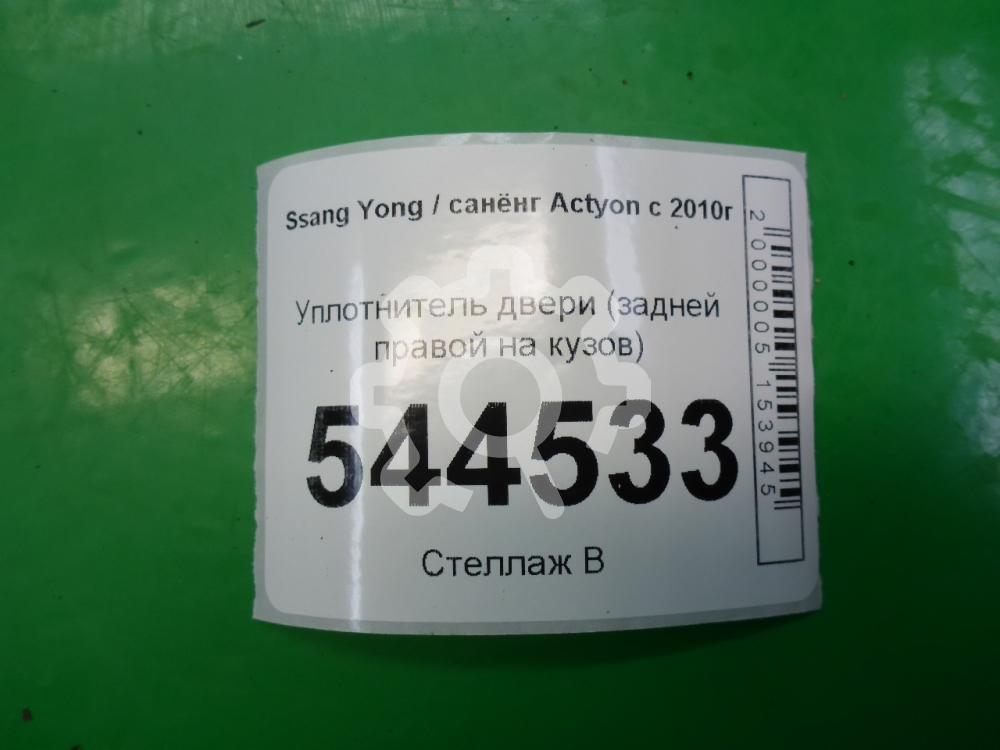 Ssang Yong / санёнг Actyon с 2010г
Уплотнитель двери (задней
правой на кузов)
544533
Стеллаж В
2000005153945